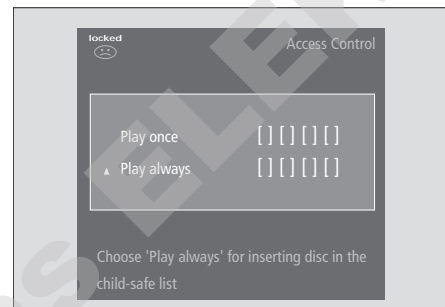 locked
Access Control
Play once [ ] [ ] [ ] [ ]
Play always [ ] [ ] [ ] [ ]
Choose 'Play always' for inserting disc in the
child-safe list